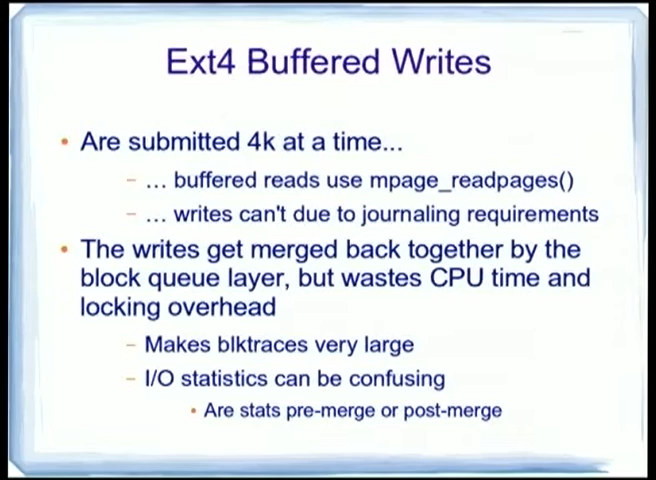 Ext4 Buffered Writes
• Are submitted 4k at a time...
– ... buffered reads use mpage_readpages()
– ... writes can't due to journaling requirements
• The writes get merged back together by the
block queue layer, but wastes CPU time and
locking overhead
– Makes blktraces very large
– I/O statistics can be confusing
• Are stats pre-merge or post-merge